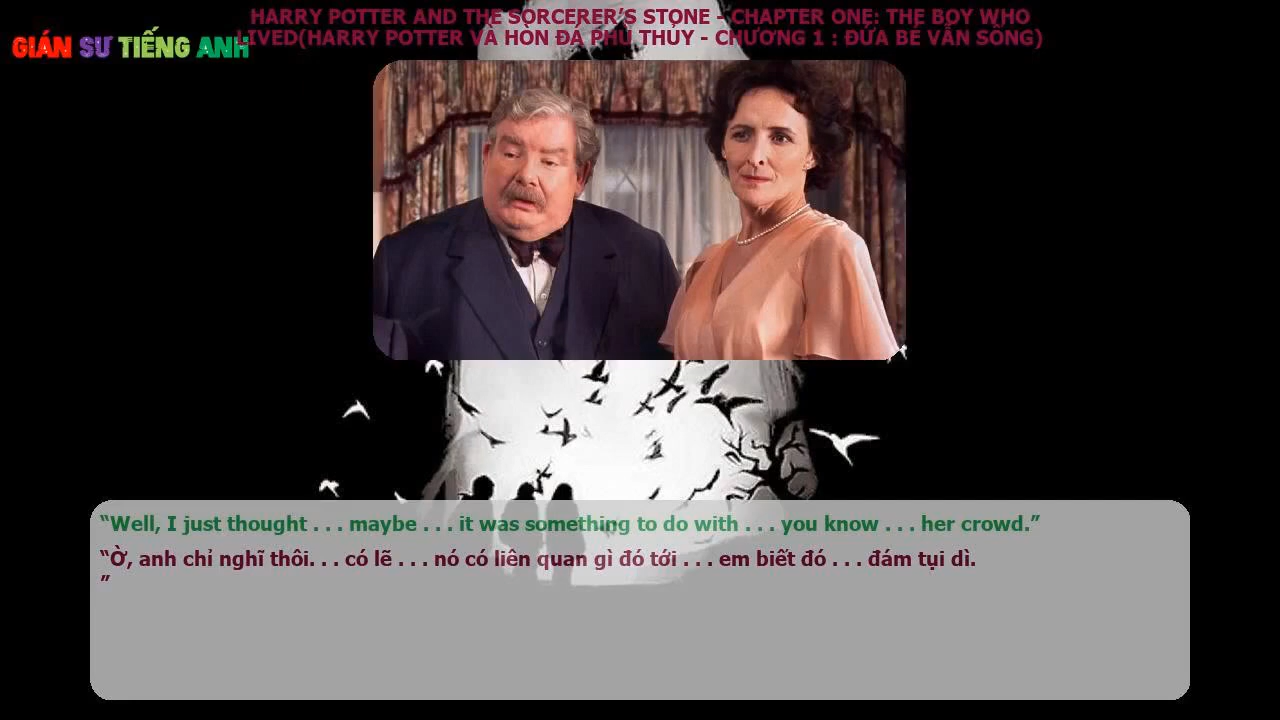 HARRY POTTER AND THE SORCERER’S STONE - CHAPTER ONE: THE BOY WHO
LIVED(HARRY POTTER VÀ HÒN ĐÁ PHÙ THỦY - CHƯƠNG 1 : ĐỨA BÉ VẪN SỐNG)
GIÁN SỨ TIẾNG ANH
“Well, I just thought . . . maybe . . . it was something to do with . . . you know . . . her crowd.”
“Ờ, anh chỉ nghĩ thôi. . . có lẽ . . . nó có liên quan gì đó tới . . . em biết đó . . . đám tụi dì.
”